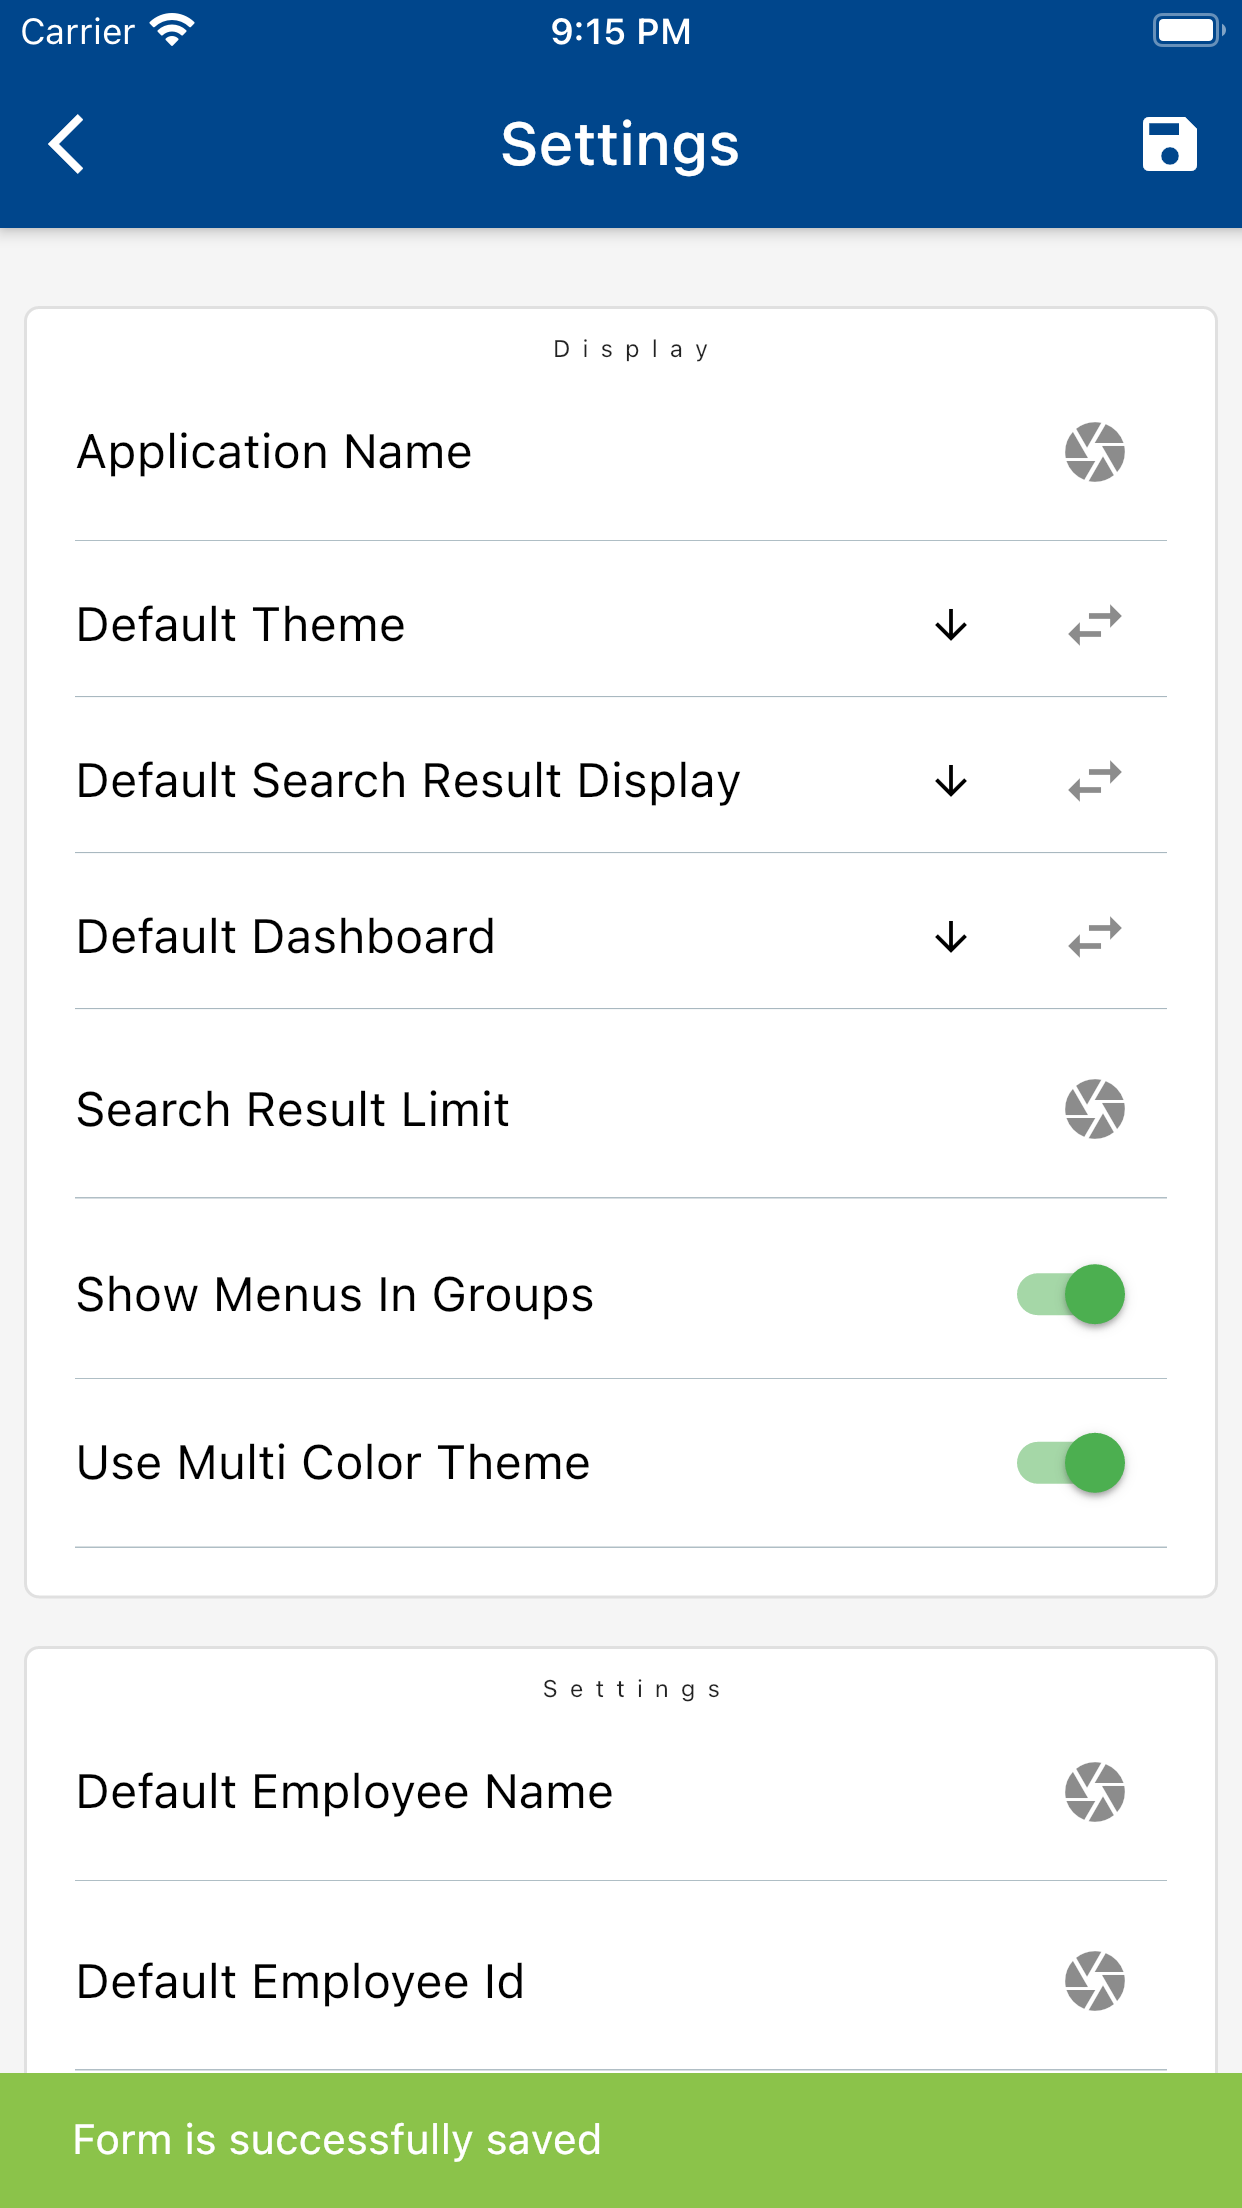 Carrier
9:15 PM
Settings
Display
Application Name
Default Theme
Default Search Result Display
Default Dashboard
Search Result Limit
Show Menus In Groups
Use Multi Color Theme
Settings
Default Employee Name
Default Employee Id
Form is successfully saved